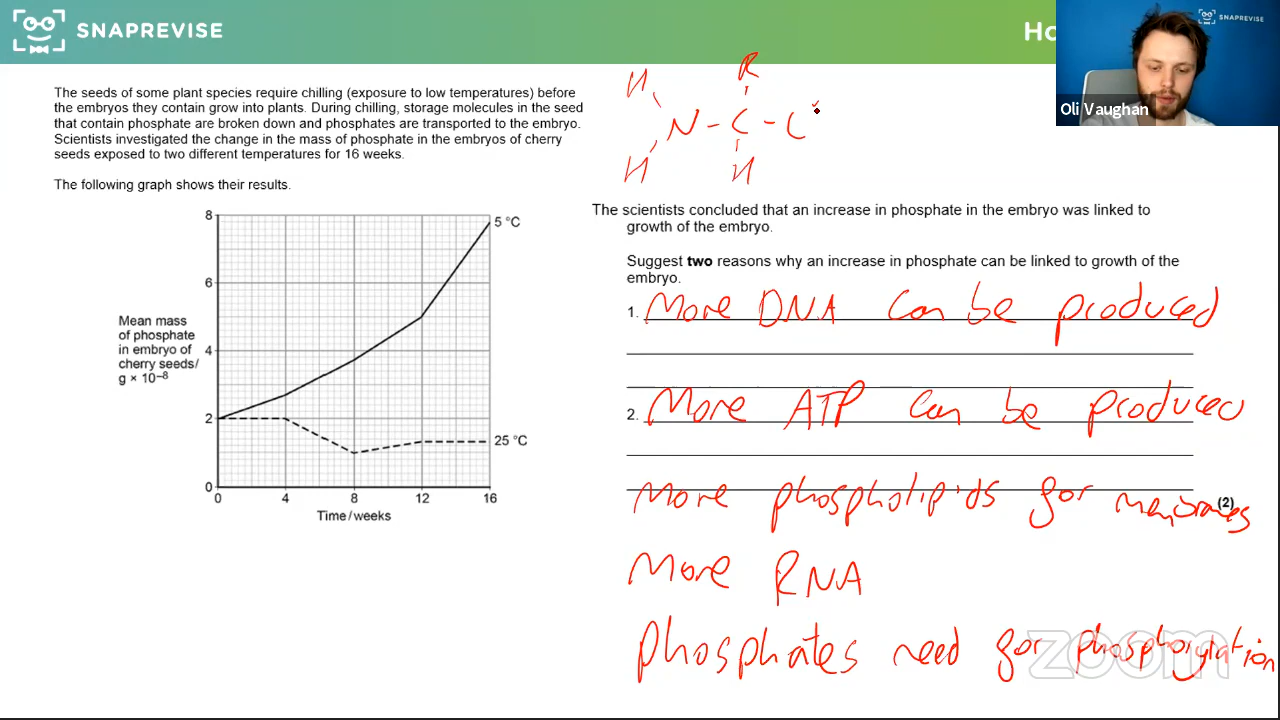 SNAPREVISE
Ho
SNAPREVISE
Oli Vaughan
The seeds of some plant species require chilling (exposure to low temperatures) before
the embryos they contain grow into plants. During chilling, storage molecules in the seed
that contain phosphate are broken down and phosphates are transported to the embryo.
Scientists investigated the change in the mass of phosphate in the embryos of cherry
seeds exposed to two different temperatures for 16 weeks.
The following graph shows their results.
8
6
4
2
0
Mean mass
of phosphate
in embryo of
cherry seeds/
g × 10⁻⁸
5 °C
25 °C
0 4 8 12 16
Time / weeks
H R
N - C - C
H H
The scientists concluded that an increase in phosphate in the embryo was linked to
growth of the embryo.
Suggest two reasons why an increase in phosphate can be linked to growth of the
embryo.
1. More DNA can be produced
2. More ATP can be produced
More phospholipids for membranes
(2)
More RNA
Phosphates need for phosphorylation
zoom